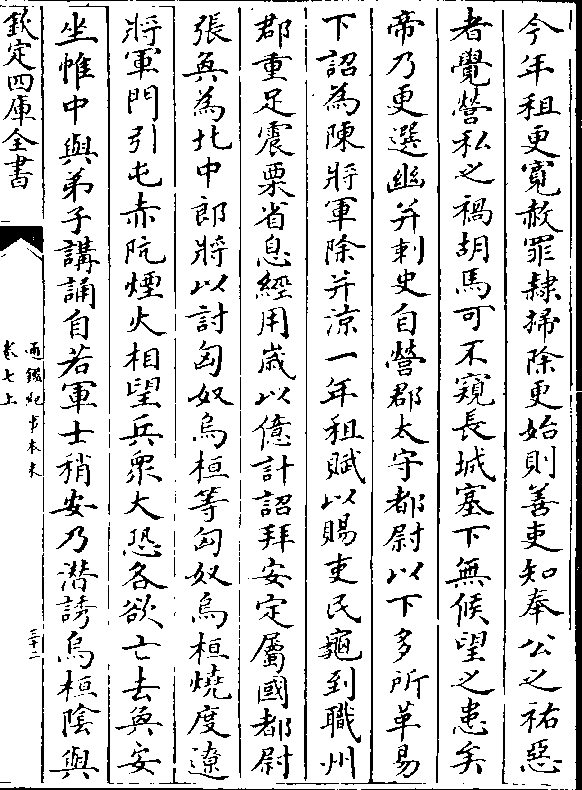 今年租更寬赦罪隸掃除更始則善吏知奉公之祐惡
者覺營私之禍胡馬可不窺長城塞下無候望之患矣
帝乃更選幽并刺史自營郡太守都尉以下多所革易
下詔為陳將軍除并涼一年租賦以賜吏民龜到職州
郡重足震栗省息經用嵗以億計詔拜安定屬國都尉
張奐為北中郎將以討匈奴烏桓等匈奴烏桓燒度遼
將軍門引屯赤阬煙火相望兵衆大恐各欲亡去奐安
坐帷中與弟子講誦自若軍士稍安乃潛誘烏桓陰與
欽定四庫全書
通鑑紀事本末
卷七上
三十二